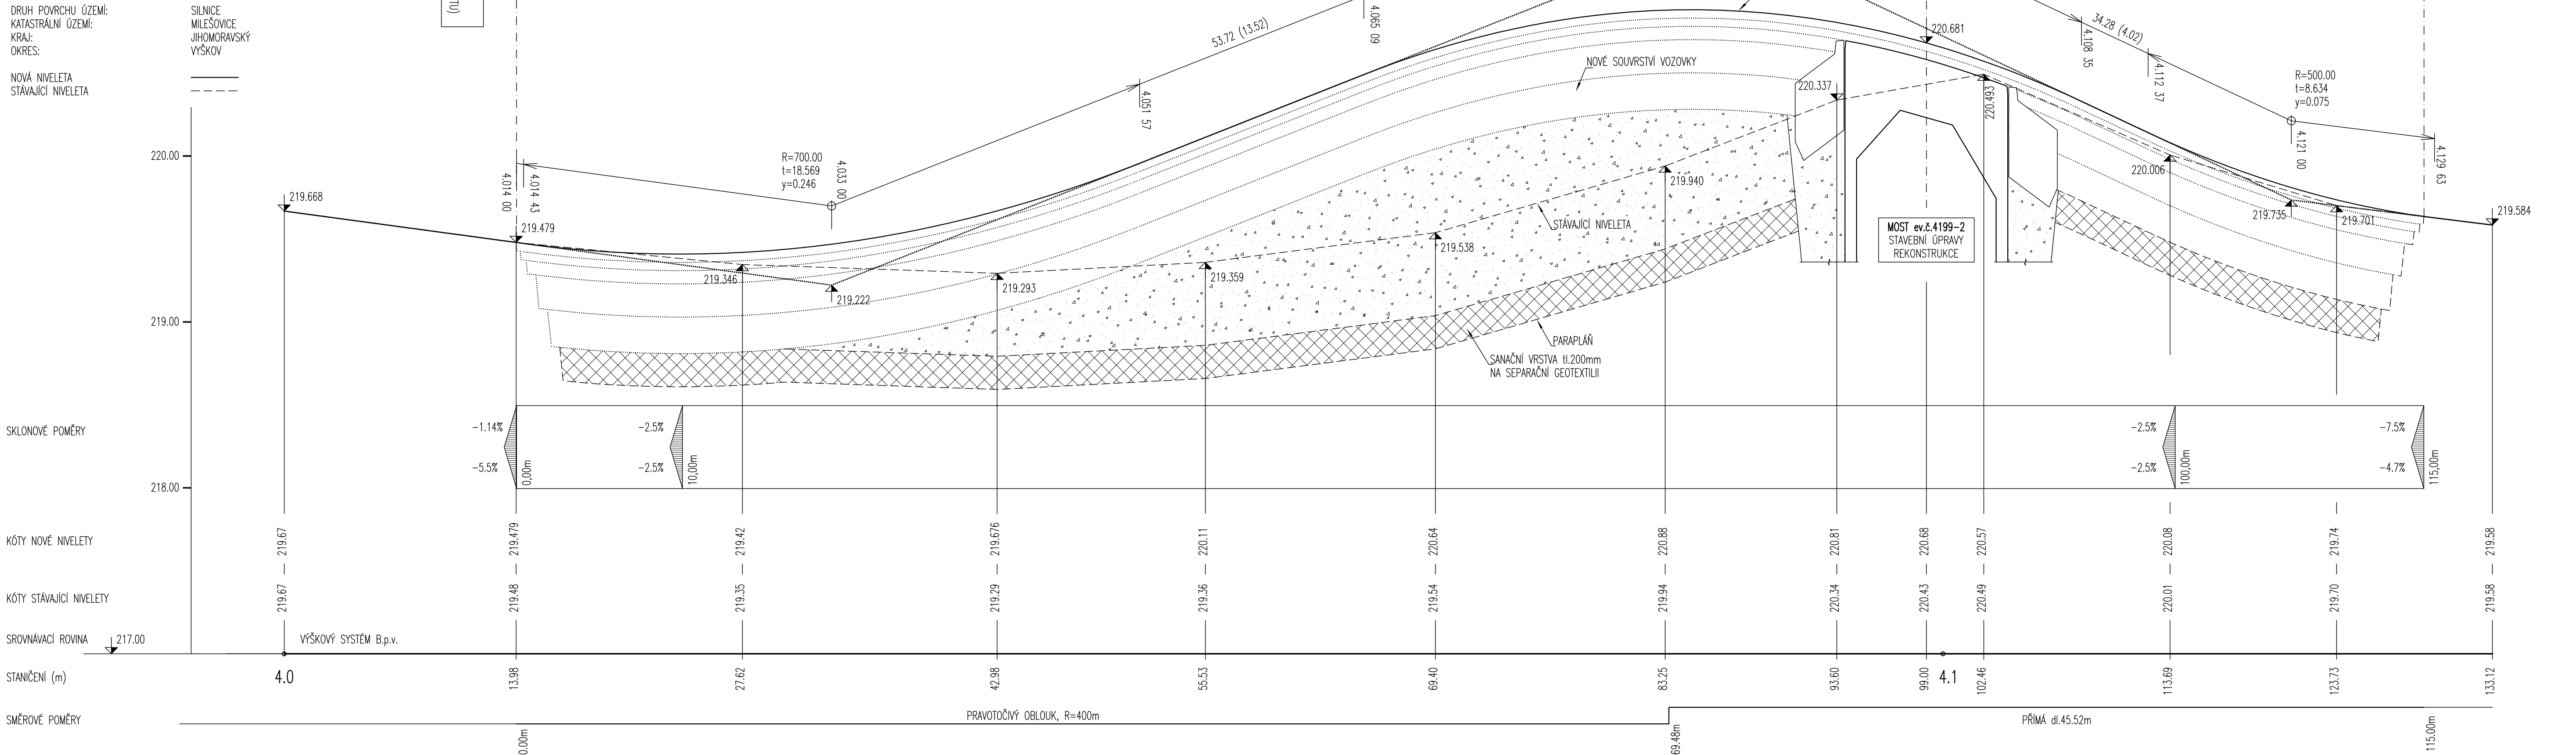 DRUH POVRCHU ÚZEMÍ: SILNICE
KATASTRÁLNÍ ÚZEMÍ: MILEŠOVICE
KRAJ: JIHOMORAVSKÝ
OKRES: VYŠKOV
NOVÁ NIVELETA
STÁVAJÍCÍ NIVELETA
53.72 (13.52)
4.065 09
220.681
34.28 (4.02)
4.108 35
4.112 37
NOVÉ SOUVRSTVÍ VOZOVKY
220.337
220.493
R=500.00
t=8.634
y=0.075
4.051 57
220.00
R=700.00
t=18.569
y=0.246
4.033 00
4.121 00
4.129 63
4.014 00
4.014 43
219.668
219.479
219.940
220.006
STÁVAJÍCÍ NIVELETA
MOST ev.č.4199-2
STAVEBNÍ ÚPRAVY
REKONSTRUKCE
219.735
219.701
219.584
219.346
219.222
219.293
219.359
219.538
219.00
PARAPLÁŇ
SANAČNÍ VRSTVA tl.200mm
NA SEPARAČNÍ GEOTEXTILII
SKLONOVÉ POMĚRY
-1.14% -2.5% -2.5% -7.5%
-5.5% -2.5% -2.5% -4.7%
0,00m 10,00m 100,00m 115,00m
218.00
KÓTY NOVÉ NIVELETY 219.67 219.479 219.42 219.676 220.11 220.64 220.88 220.81 220.68 220.57 220.08 219.74 219.58
KÓTY STÁVAJÍCÍ NIVELETY 219.67 219.48 219.35 219.29 219.36 219.54 219.94 220.34 220.43 220.49 220.01 219.70 219.58
SROVNÁVACÍ ROVINA 217.00 VÝŠKOVÝ SYSTÉM B.p.v.
STANIČENÍ (m) 4.0 13.98 27.62 42.98 55.53 69.40 83.25 93.60 99.00 4.1 102.46 113.69 123.73 133.12
SMĚROVÉ POMĚRY PRAVOTOČIVÝ OBLOUK, R=400m PŘÍMÁ dl.45.52m
0.00m 69.48m 115.00m